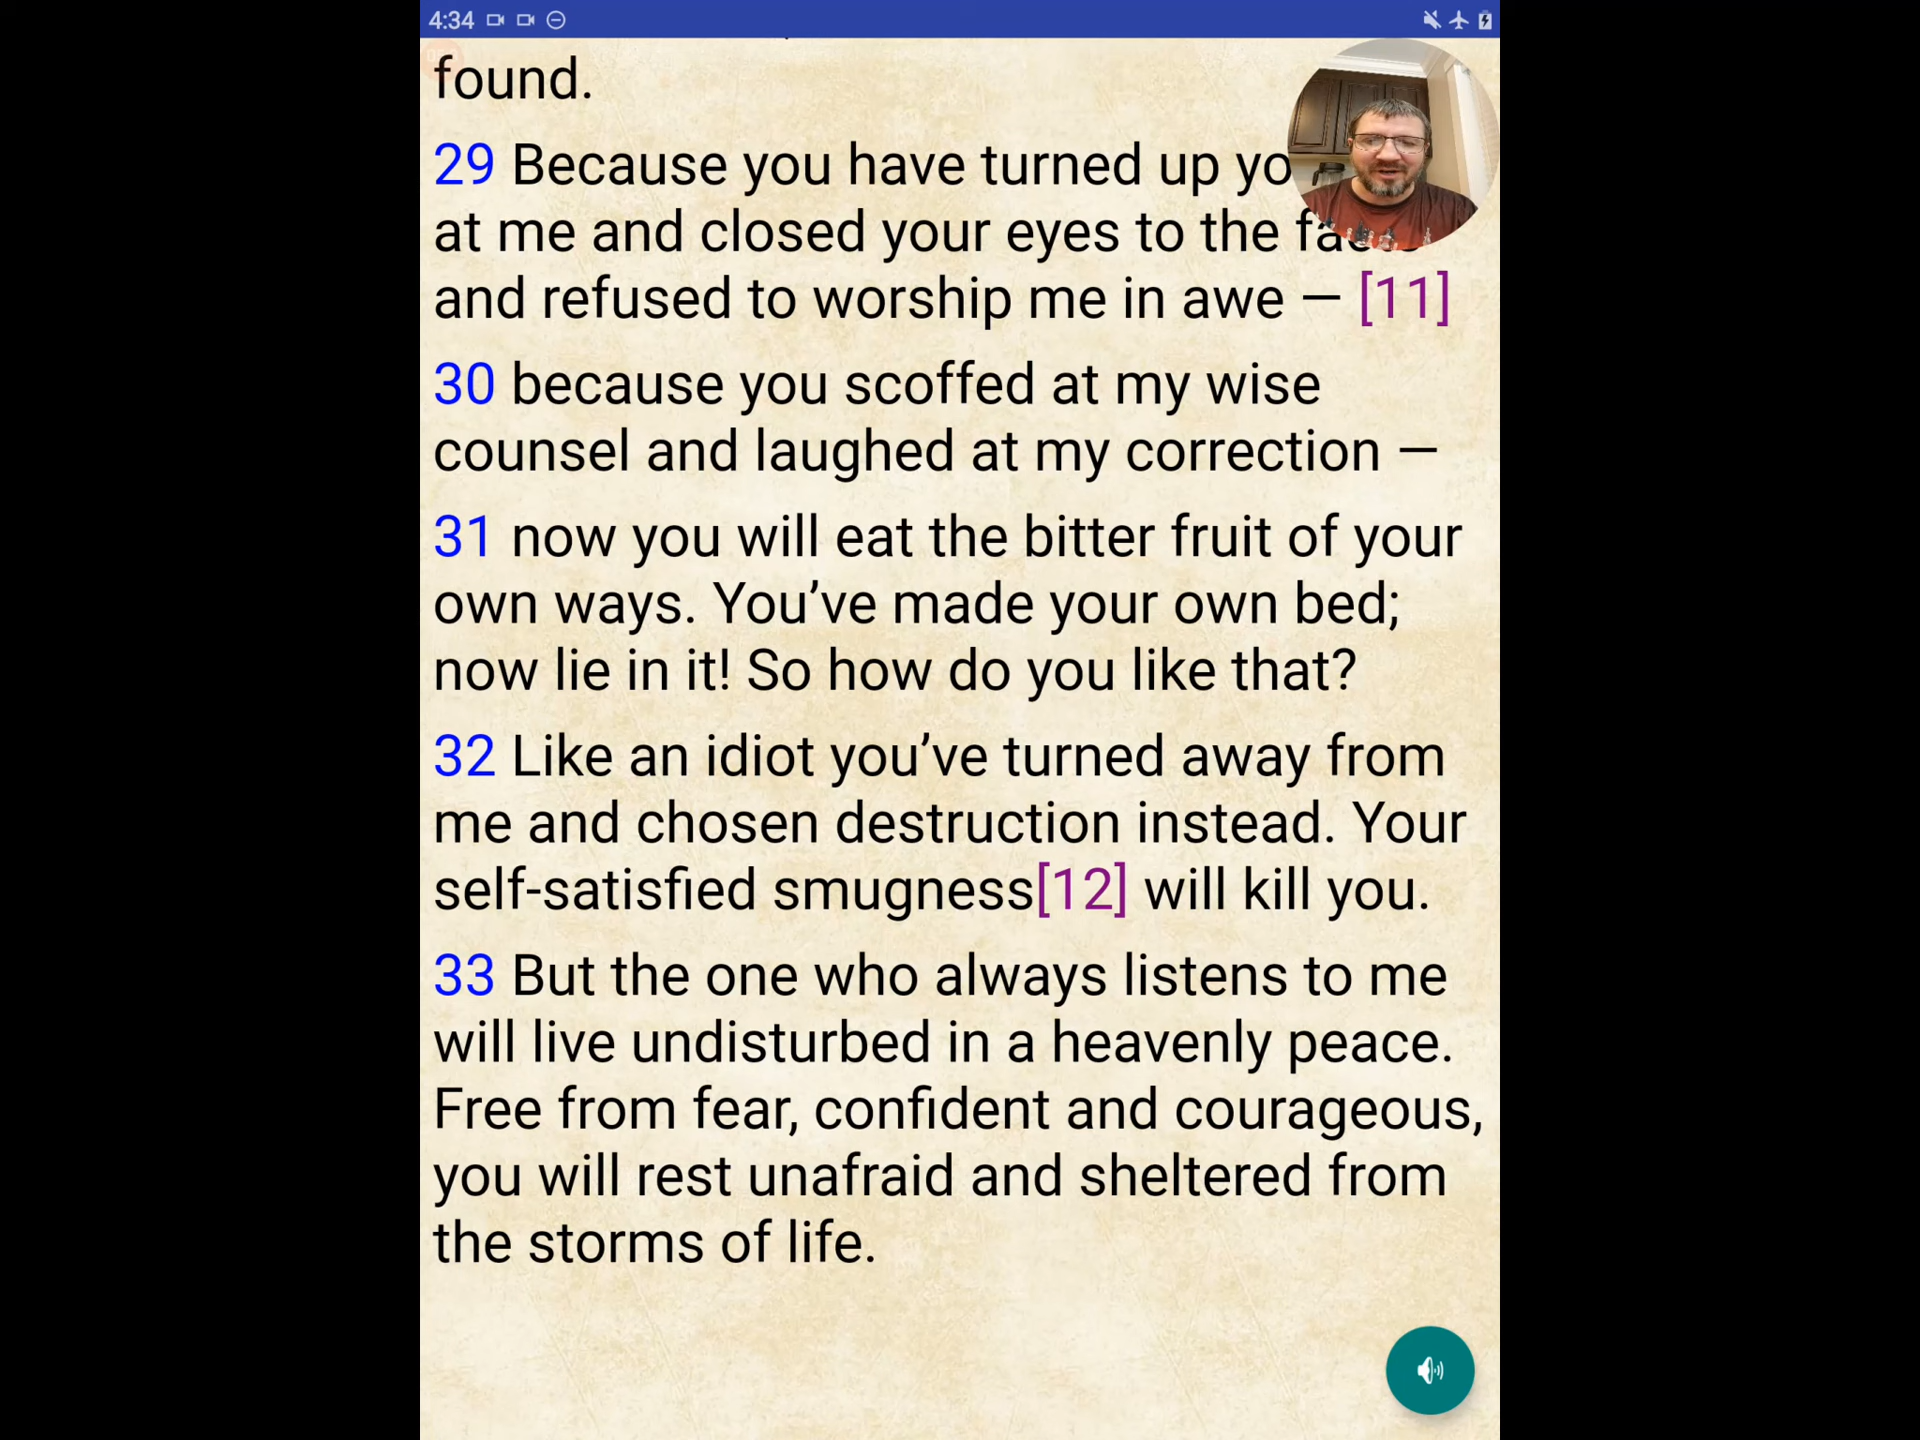 4:34
found.
29 Because you have turned up
at me and closed your eyes to the
and refused to worship me in awe — [11]
30 because you scoffed at my wise
counsel and laughed at my correction —
31 now you will eat the bitter fruit of your
own ways. You’ve made your own bed;
now lie in it! So how do you like that?
32 Like an idiot you’ve turned away from
me and chosen destruction instead. Your
self-satisfied smugness[12] will kill you.
33 But the one who always listens to me
will live undisturbed in a heavenly peace.
Free from fear, confident and courageous,
you will rest unafraid and sheltered from
the storms of life.